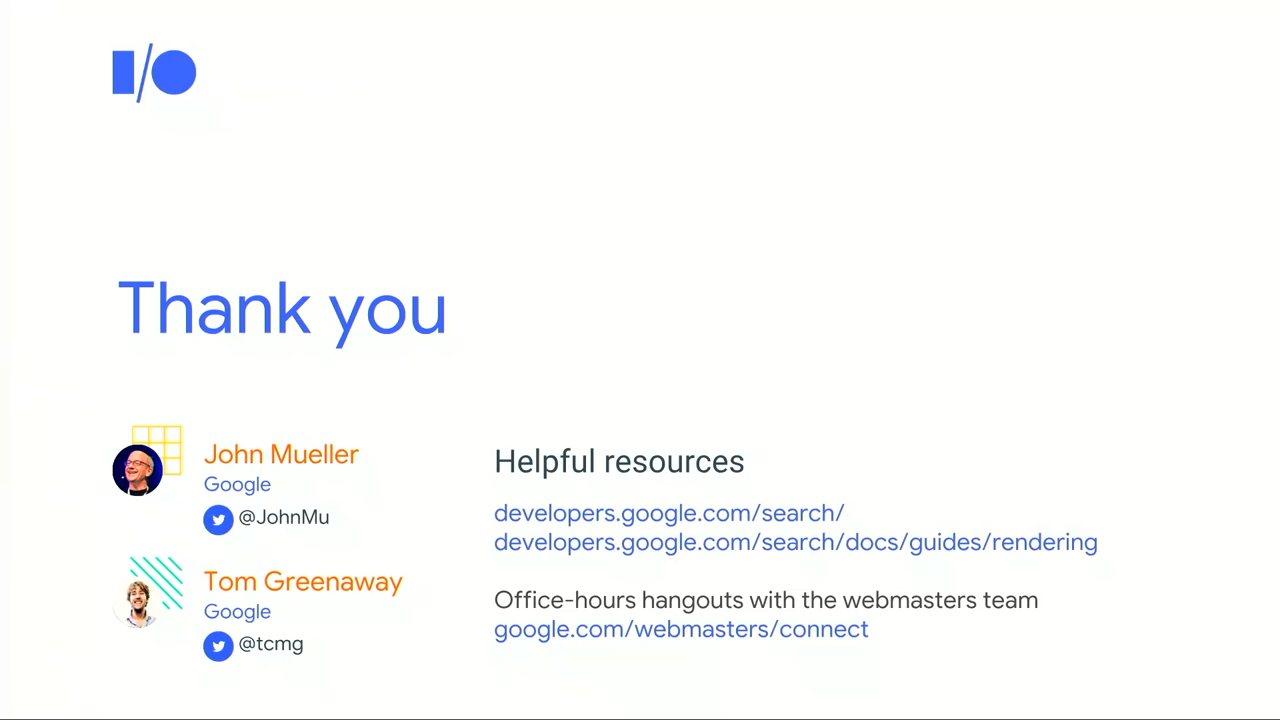 I/O
Thank you
John Mueller
Google
@JohnMu
Tom Greenaway
Google
@tcmg
Helpful resources
developers.google.com/search/
developers.google.com/search/docs/guides/rendering
Office-hours hangouts with the webmasters team
google.com/webmasters/connect